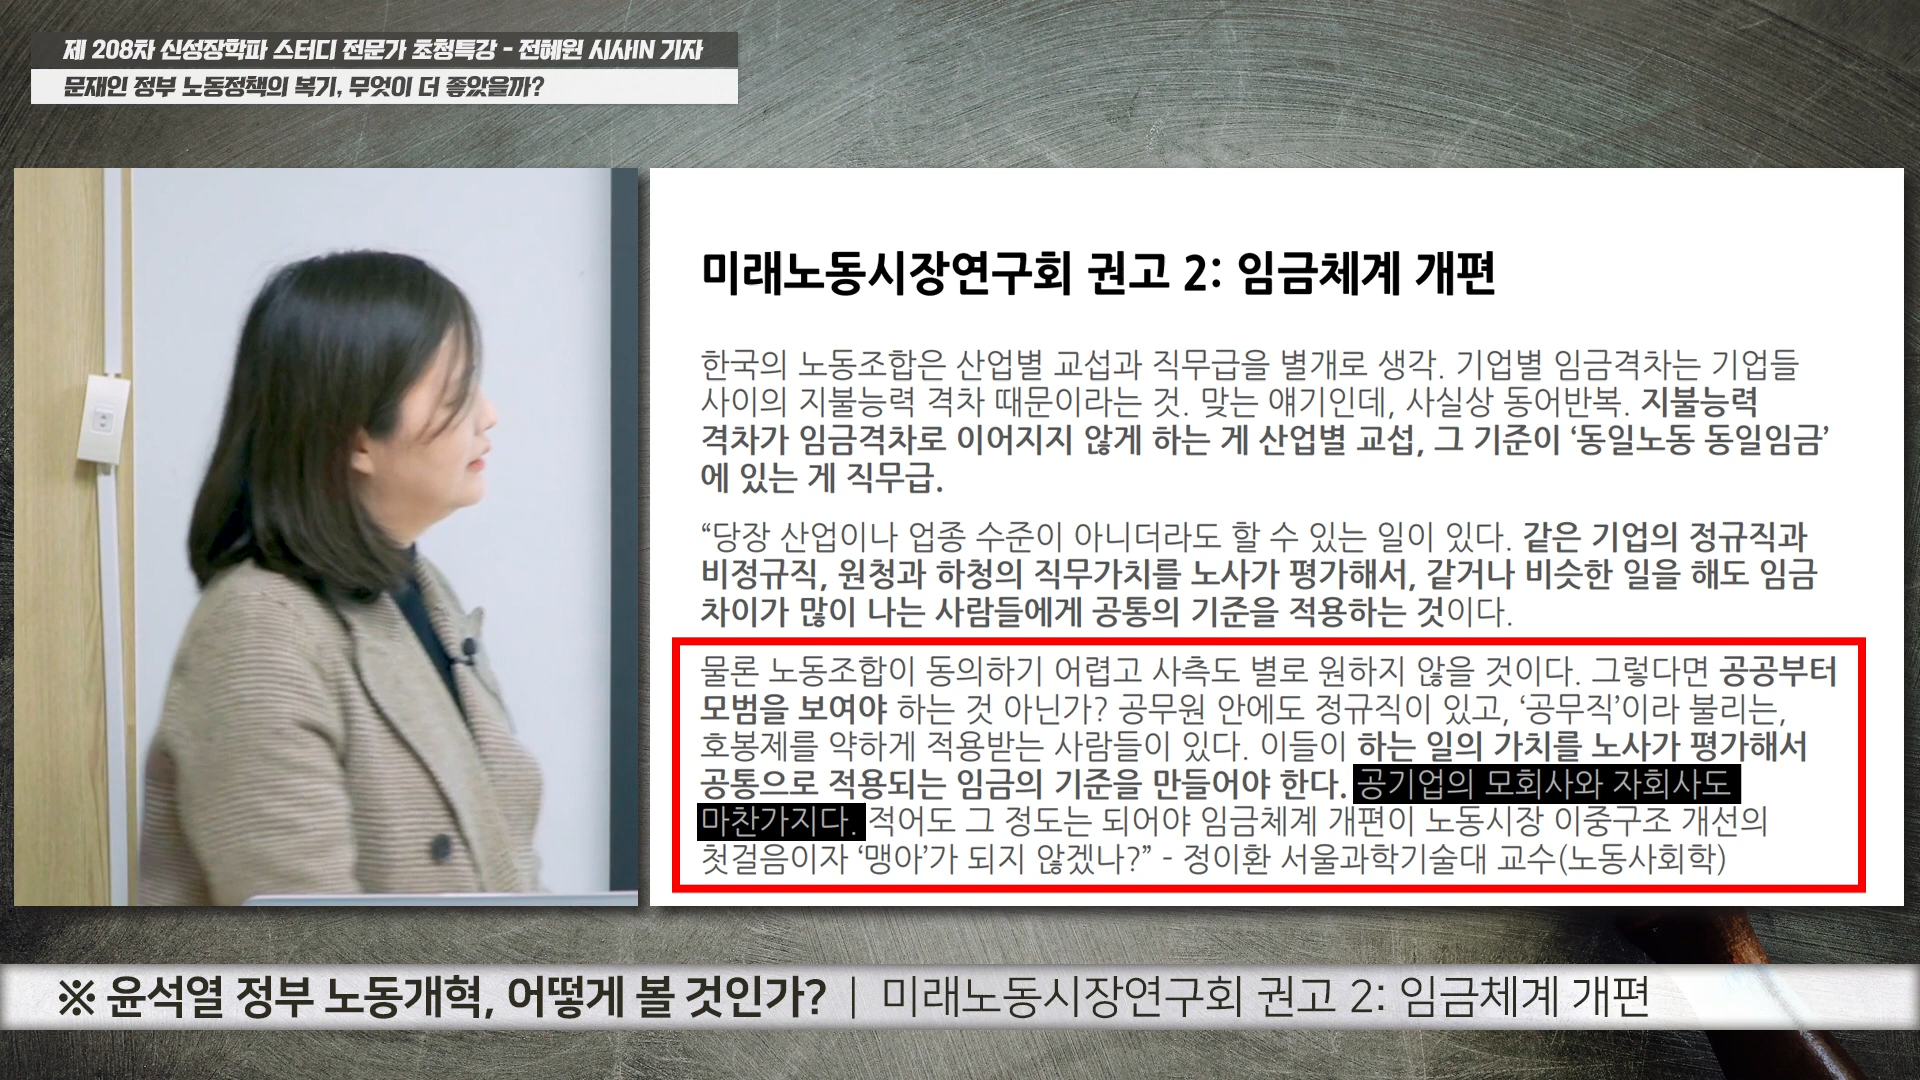 제 208차 신성장학파 스터디 전문가 초청특강 - 전혜원 시사IN 기자
문재인 정부 노동정책의 복기, 무엇이 더 좋았을까?
미래노동시장연구회 권고 2: 임금체계 개편
한국의 노동조합은 산업별 교섭과 직무급을 별개로 생각. 기업별 임금격차는 기업들
사이의 지불능력 격차 때문이라는 것. 맞는 얘기인데, 사실상 동어반복. 지불능력
격차가 임금격차로 이어지지 않게 하는 게 산업별 교섭, 그 기준이 ‘동일노동 동일임금’
에 있는 게 직무급.
“당장 산업이나 업종 수준이 아니더라도 할 수 있는 일이 있다. 같은 기업의 정규직과
비정규직, 원청과 하청의 직무가치를 노사가 평가해서, 같거나 비슷한 일을 해도 임금
차이가 많이 나는 사람들에게 공통의 기준을 적용하는 것이다.
물론 노동조합이 동의하기 어렵고 사측도 별로 원하지 않을 것이다. 그렇다면 공공부터
모범을 보여야 하는 것 아닌가? 공무원 안에도 정규직이 있고, ‘공무직’이라 불리는,
호봉제를 약하게 적용받는 사람들이 있다. 이들이 하는 일의 가치를 노사가 평가해서
공통으로 적용되는 임금의 기준을 만들어야 한다. 공기업의 모회사와 자회사도
마찬가지다. 적어도 그 정도는 되어야 임금체계 개편이 노동시장 이중구조 개선의
첫걸음이자 ‘맹아’가 되지 않겠나?” - 정이환 서울과학기술대 교수(노동사회학)
※ 윤석열 정부 노동개혁, 어떻게 볼 것인가? | 미래노동시장연구회 권고 2: 임금체계 개편